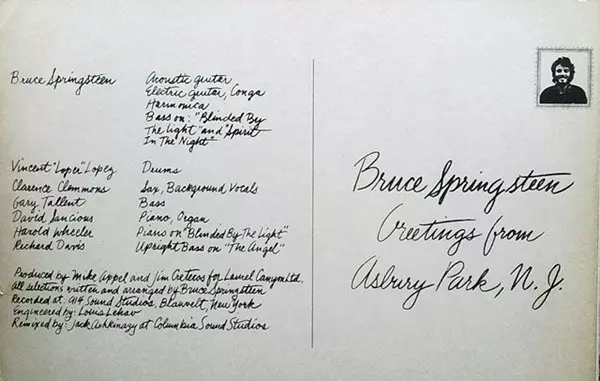 Bruce Springsteen Acoustic guitar
Electric guitar, Conga
Harmonica
Bass on: "Blinded By
The Light" and "Spirit
In The Night"
Vincent "Loper" Lopez Drums
Clarence Clemmons Sax, Background Vocals
Gary Tallent Bass
David Sancious Piano, Organ
Harold Wheeler Piano on "Blinded By The Light"
Richard Davis Upright Bass on "The Angel"
Produced by Mike Appel and Jim Cretecos for Laurel Canyon Ltd.
All selections written and arranged by Bruce Springsteen
Recorded at: 914 Sound Studios, Blauvelt, New York
Engineered by: Louis Lehav
Remixed by: Jack Ashkinazy at Columbia Sound Studios
Bruce Springsteen
Greetings from
Asbury Park, N. J.